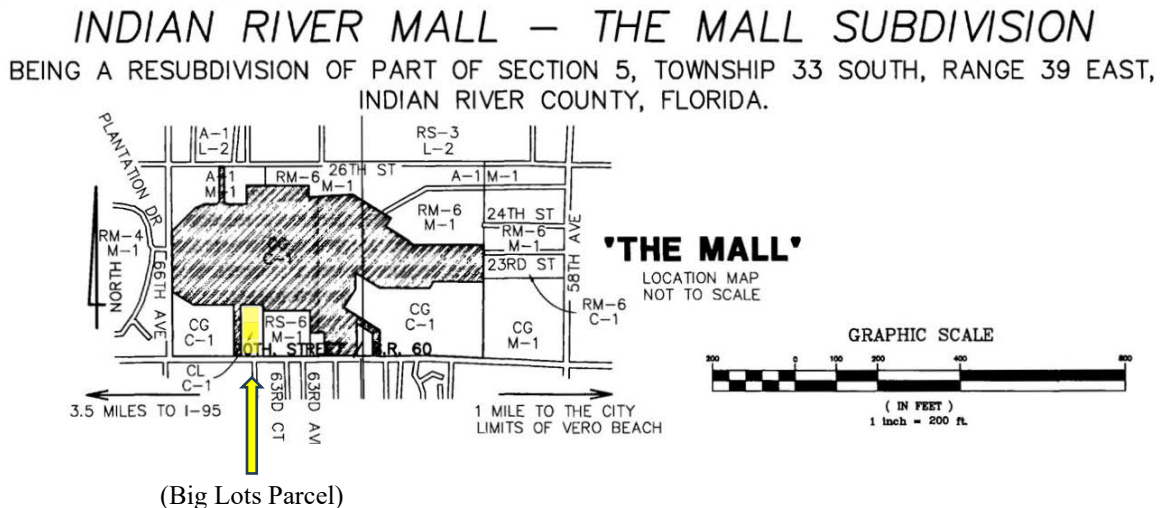 INDIAN RIVER MALL – THE MALL SUBDIVISION
BEING A RESUBDIVISION OF PART OF SECTION 5, TOWNSHIP 33 SOUTH, RANGE 39 EAST,
INDIAN RIVER COUNTY, FLORIDA.
PLANTATION DR
A-1
L-2
RS-3
L-2
26TH ST
A-1
M-1
RM-6
M-1
A-1 M-1
RM-6
M-1
24TH ST
RM-6
M-1
23RD ST
58TH AVE
RM-4
M-1
NORTH
66TH AVE
CG
C-1
'THE MALL'
LOCATION MAP
NOT TO SCALE
RM-6
C-1
CG
C-1
RS-6
M-1
CG
C-1
CG
M-1
0TH. STREET / S.R. 60
CL
C-1
63RD CT
63RD AV
3.5 MILES TO I-95
1 MILE TO THE CITY
LIMITS OF VERO BEACH
GRAPHIC SCALE
200 0 100 200 400 800
( IN FEET )
1 inch = 200 ft.
(Big Lots Parcel)